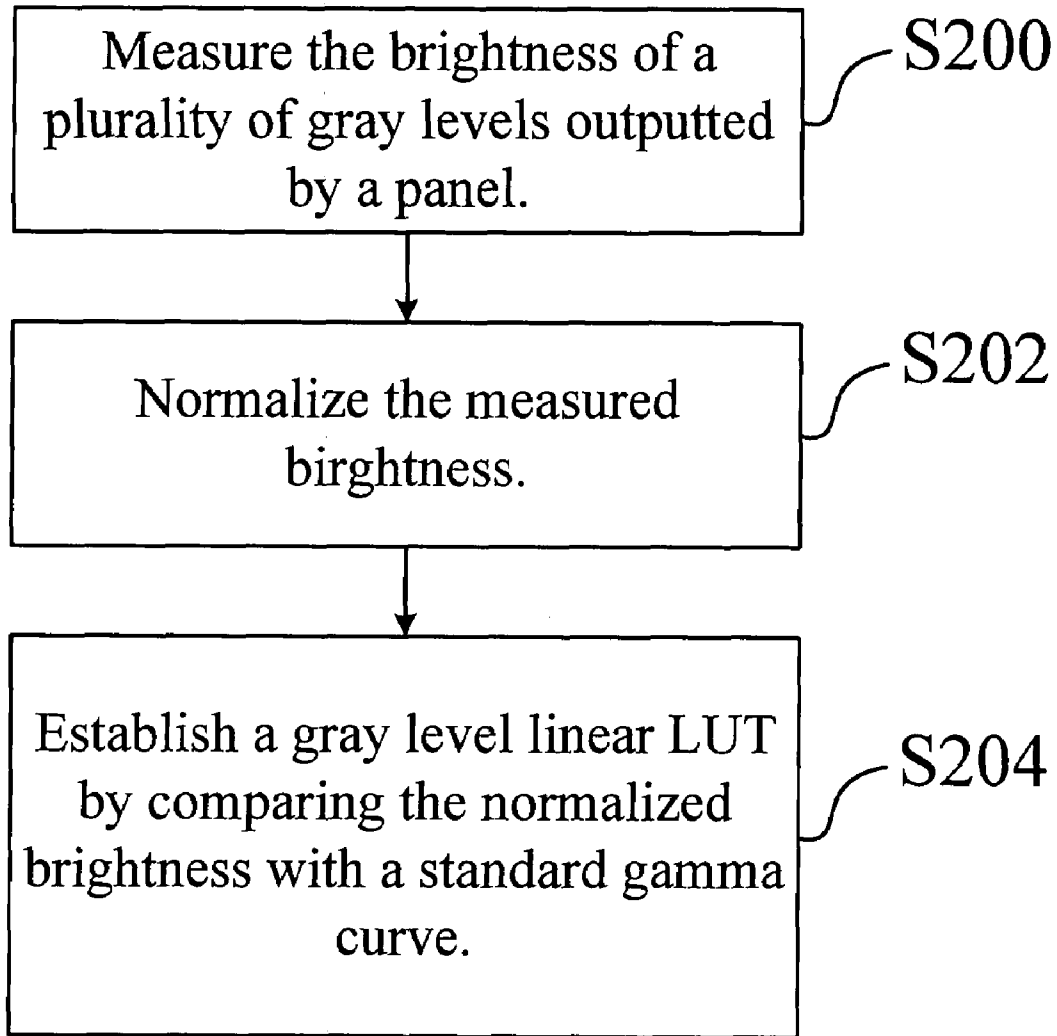 Measure the brightness of a
plurality of gray levels outputted
by a panel.
S200
Normalize the measured
birghtness.
S202
Establish a gray level linear LUT
by comparing the normalized
brightness with a standard gamma
curve.
S204